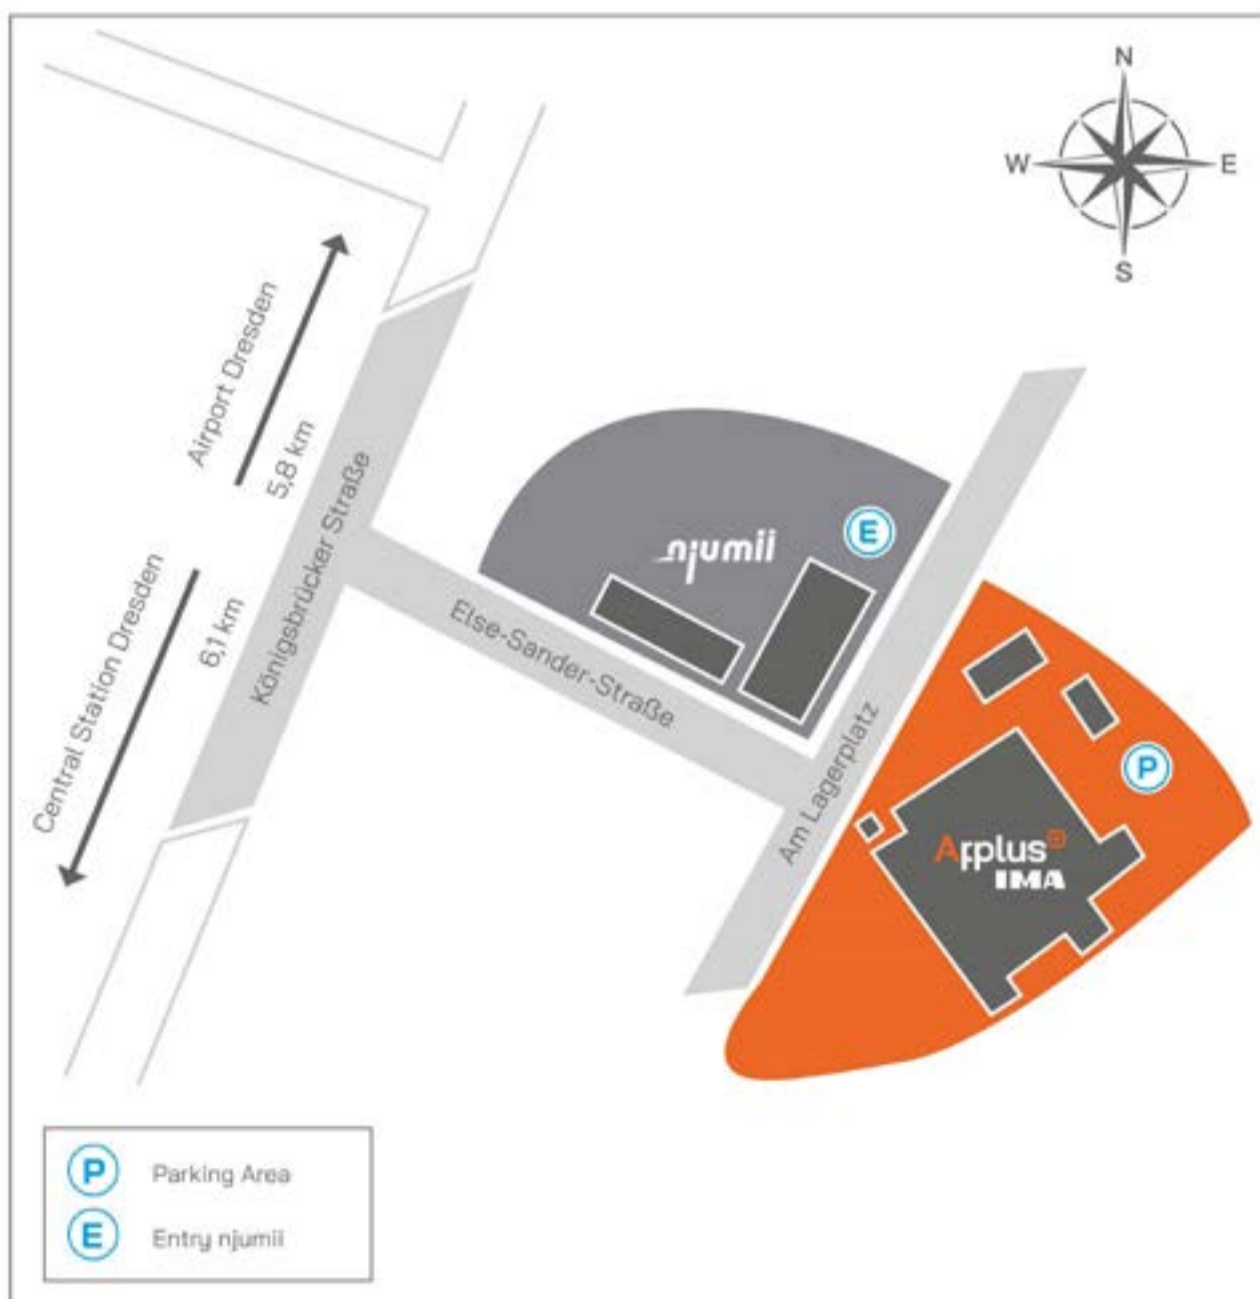 N
W E
S
Airport Dresden
5,8 km
Königsbrücker Straße
Central Station Dresden
6,1 km
njumii
E
Else-Sander-Straße
Am Lagerplatz
P
Applus+
IMA
P Parking Area
E Entry njumii